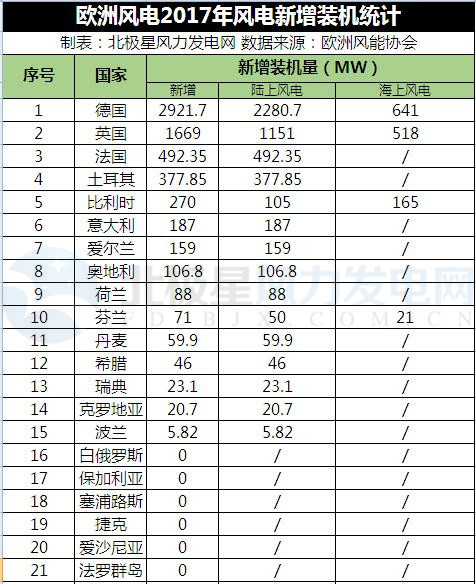 欧洲风电2017年风电新增装机统计
制表：北极星风力发电网 数据来源：欧洲风能协会
序号 国家 新增装机量（MW）
新增 陆上风电 海上风电
1 德国 2921.7 2280.7 641
2 英国 1669 1151 518
3 法国 492.35 492.35 /
4 土耳其 377.85 377.85 /
5 比利时 270 105 165
6 意大利 187 187 /
7 爱尔兰 159 159 /
8 奥地利 106.8 106.8 /
9 荷兰 88 88 /
10 芬兰 71 50 21
11 丹麦 59.9 59.9 /
12 希腊 46 46 /
13 瑞典 23.1 23.1 /
14 克罗地亚 20.7 20.7 /
15 波兰 5.82 5.82 /
16 白俄罗斯 0 / /
17 保加利亚 0 / /
18 塞浦路斯 0 / /
19 捷克 0 / /
20 爱沙尼亚 0 / /
21 法罗群岛 0 / /
北极星风力发电网
FD.BJX.COM.CN